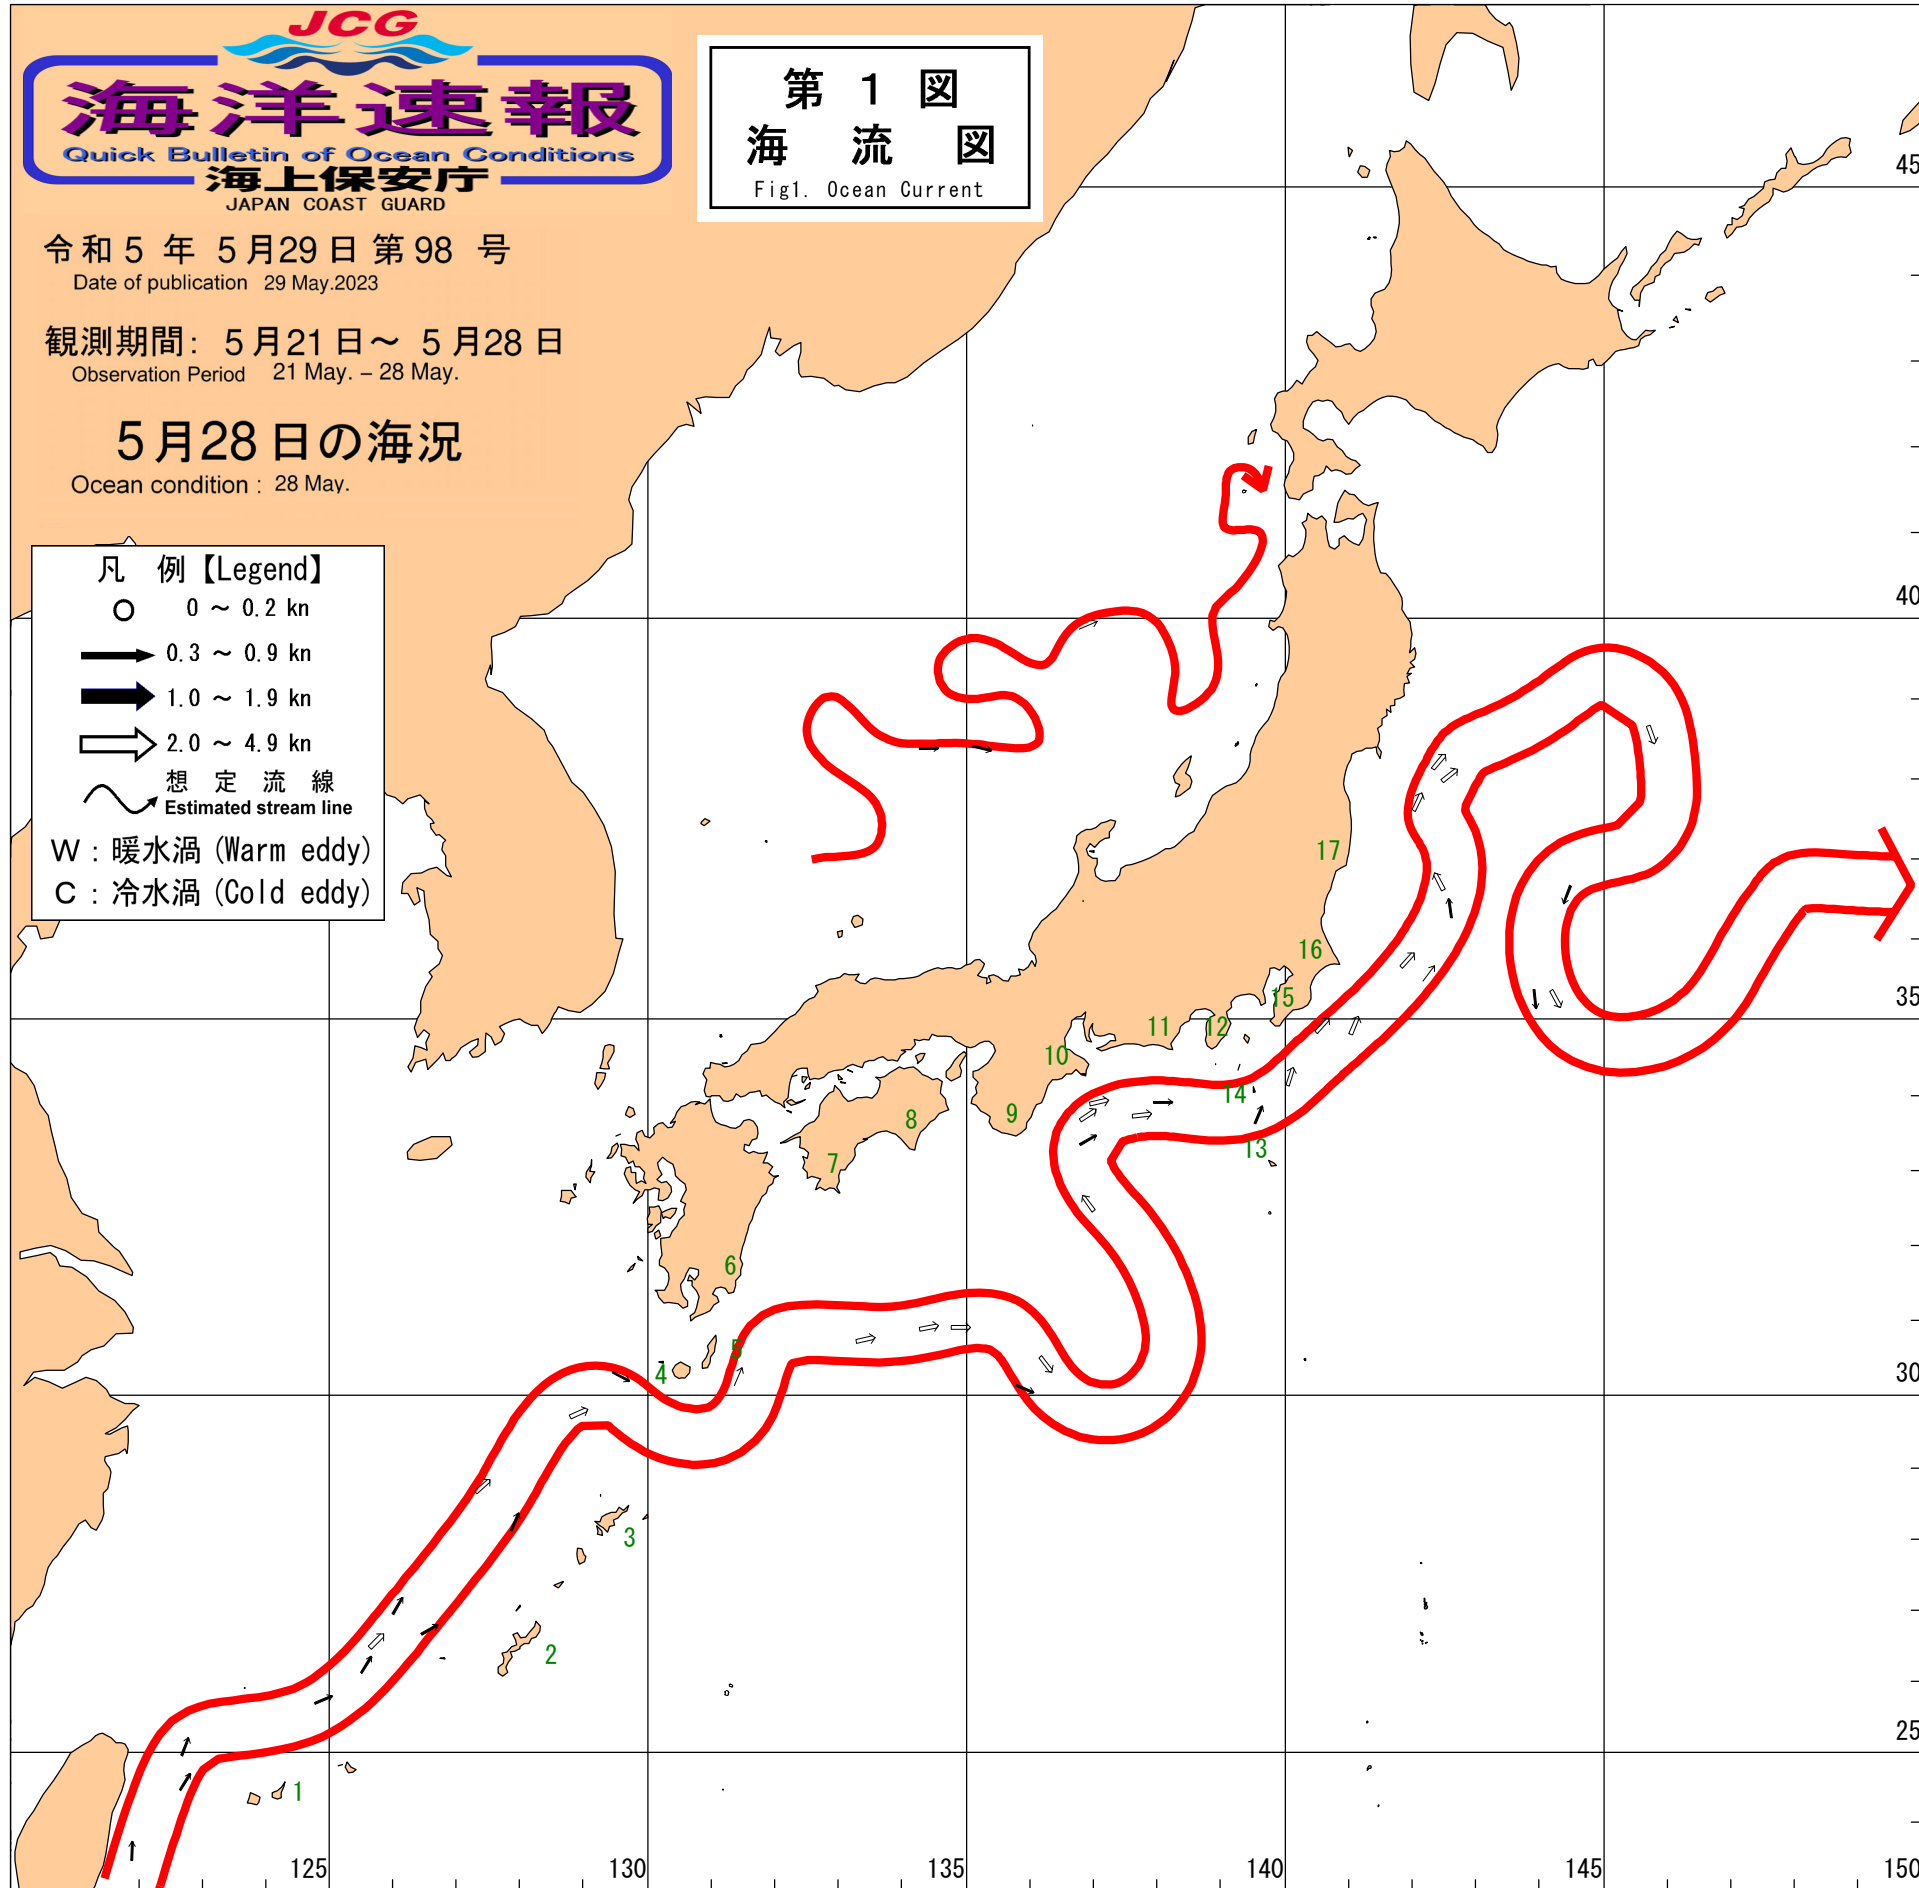 JCG
海洋速報
Quick Bulletin of Ocean Conditions
海上保安庁
JAPAN COAST GUARD
令和5年 5月29日 第98号
Date of publication 29 May.2023
観測期間: 5月21日～ 5月28日
Observation Period 21 May. – 28 May.
5月28日の海況
Ocean condition : 28 May.
第 1 図
海 流 図
Fig1. Ocean Current
凡 例【Legend】
0 ～ 0.2 kn
0.3 ～ 0.9 kn
1.0 ～ 1.9 kn
2.0 ～ 4.9 kn
想 定 流 線
Estimated stream line
W : 暖水渦 (Warm eddy)
C : 冷水渦 (Cold eddy)
45
40
35
30
25
17
16
15
12
11
10
14
13
9
8
7
6
5
4
3
2
1
125
130
135
140
145
150